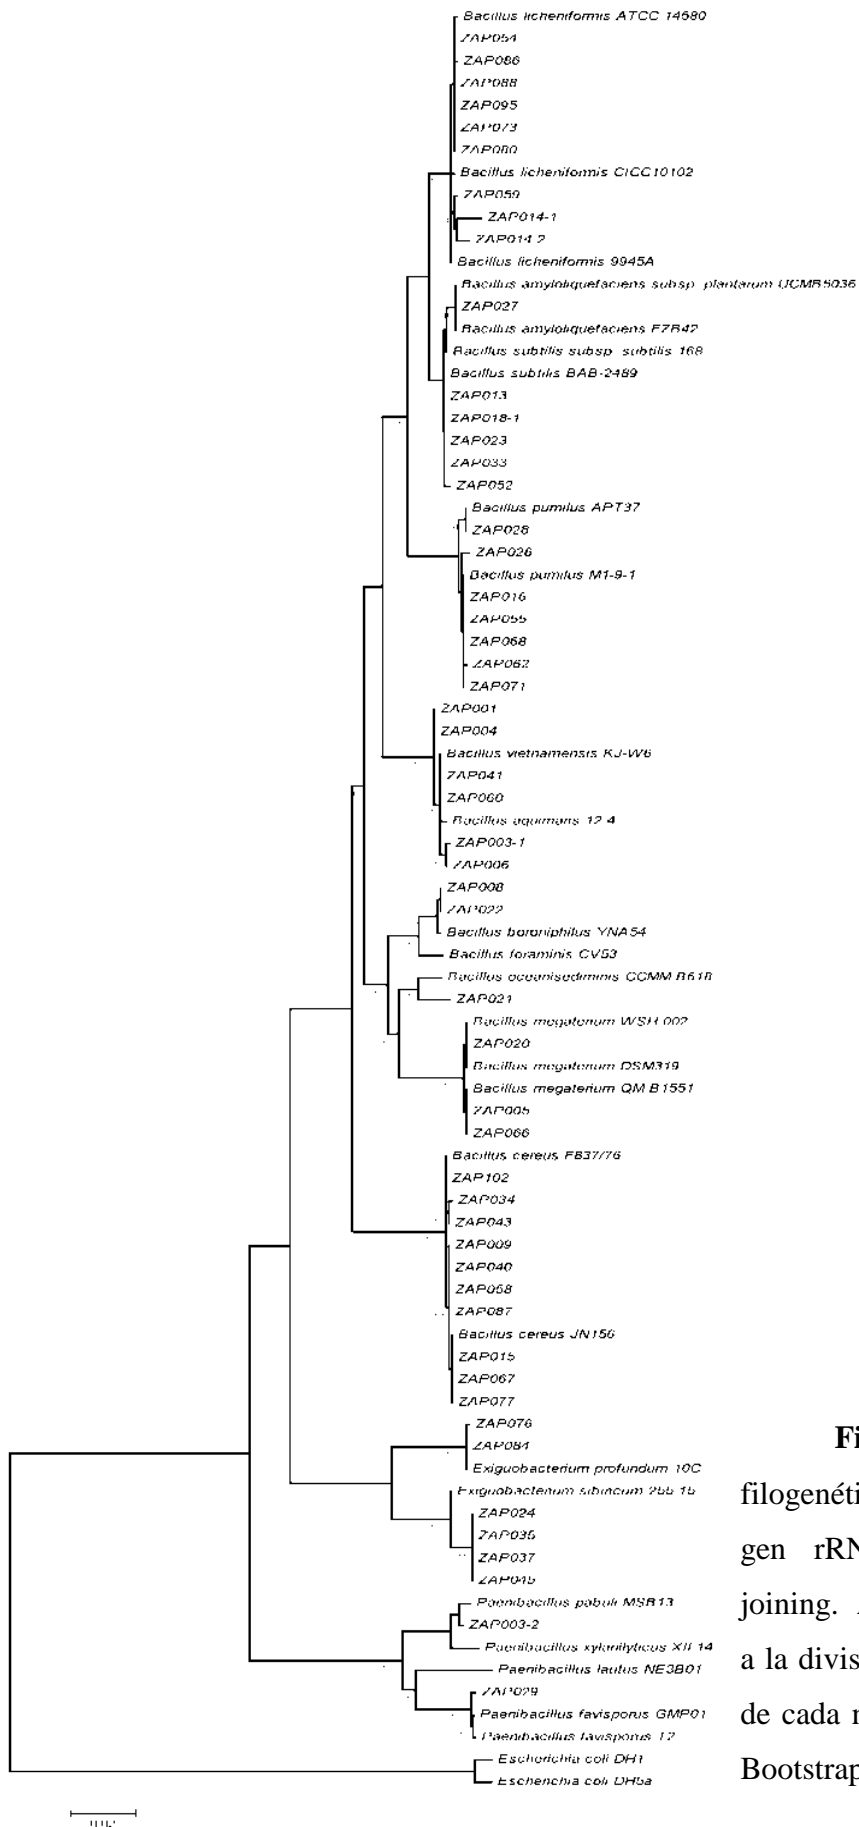 Bacillus licheniformis ATCC 14580
ZAP054
ZAP086
ZAP088
ZAP095
ZAP073
ZAP080
Bacillus licheniformis CICC10102
ZAP059
ZAP014-1
ZAP014-2
Bacillus licheniformis 9945A
Bacillus amyloliquefaciens subsp. plantarum UCMB5036
ZAP027
Bacillus amyloliquefaciens FZB42
Bacillus subtilis subsp. subtilis 168
Bacillus subtilis BAB-2489
ZAP013
ZAP018-1
ZAP023
ZAP033
ZAP052
Bacillus pumilus APT37
ZAP028
ZAP026
Bacillus pumilus M1-9-1
ZAP016
ZAP055
ZAP068
ZAP062
ZAP071
ZAP001
ZAP004
Bacillus vietnamensis KJ-W6
ZAP041
ZAP060
Bacillus aquimaris 12 4
ZAP003-1
ZAP006
ZAP008
ZAP022
Bacillus boroniphilus YNA54
Bacillus foraminis CV53
Bacillus oceanisediminis CCMM B618
ZAP021
Bacillus megaterium WSH 002
ZAP020
Bacillus megaterium DSM319
Bacillus megaterium QM B1551
ZAP005
ZAP066
Bacillus cereus F837/76
ZAP102
ZAP034
ZAP043
ZAP009
ZAP040
ZAP058
ZAP087
Bacillus cereus JN156
ZAP015
ZAP067
ZAP077
ZAP076
ZAP084
Exiguobacterium profundum 10C
Exiguobacterium sibiricum 255 15
ZAP024
ZAP035
ZAP037
ZAP045
Paenibacillus pabuli MSB13
ZAP003-2
Paenibacillus xylanilyticus XIL14
Paenibacillus lautus NE3B01
ZAP029
Paenibacillus favisporus GMP01
Paenibacillus favisporus 12
Escherichia coli DH1
Escherichia coli DH5a
Fi
filogenéti
gen rRN
joining.
a la divis
de cada
Bootstrap